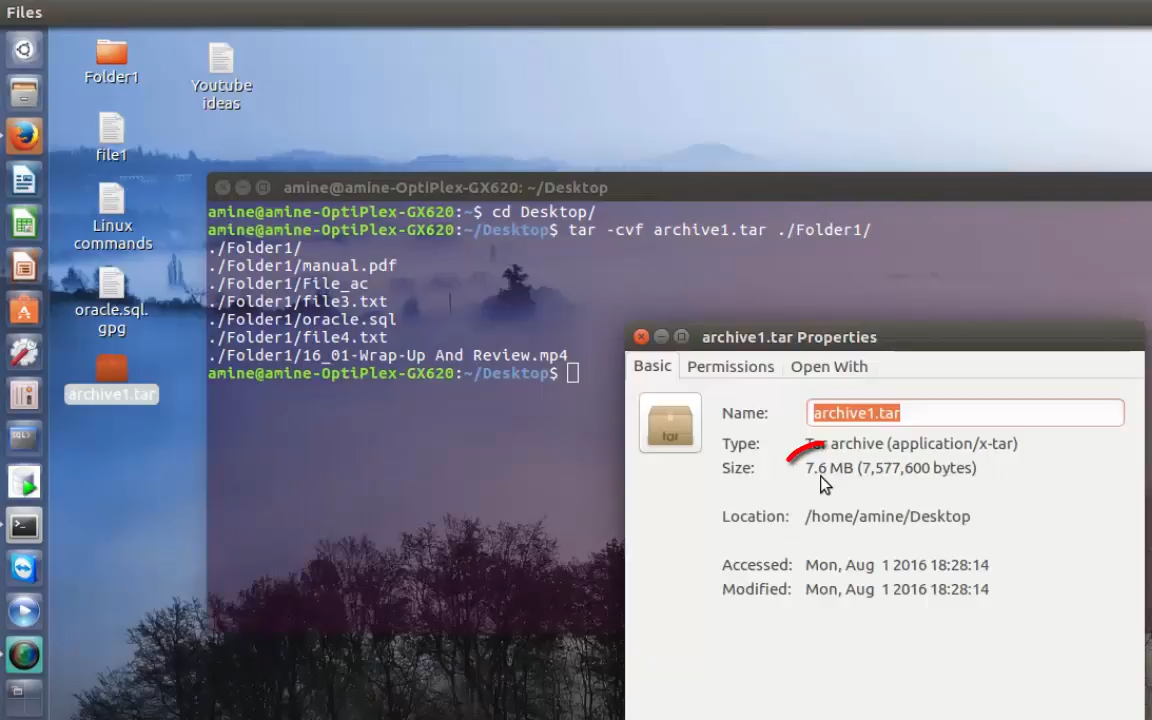 Files
Folder1
Youtube
ideas
file1
Linux
commands
oracle.sql.
gpg
archive1.tar
amine@amine-OptiPlex-GX620: ~/Desktop
amine@amine-OptiPlex-GX620:~$ cd Desktop/
amine@amine-OptiPlex-GX620:~/Desktop$ tar -cvf archive1.tar ./Folder1/
./Folder1/
./Folder1/manual.pdf
./Folder1/File_ac
./Folder1/file3.txt
./Folder1/oracle.sql
./Folder1/file4.txt
./Folder1/16_01-Wrap-Up And Review.mp4
amine@amine-OptiPlex-GX620:~/Desktop$
archive1.tar Properties
Basic Permissions Open With
tar
Name: archive1.tar
Type: Tar archive (application/x-tar)
Size: 7.6 MB (7,577,600 bytes)
Location: /home/amine/Desktop
Accessed: Mon, Aug 1 2016 18:28:14
Modified: Mon, Aug 1 2016 18:28:14